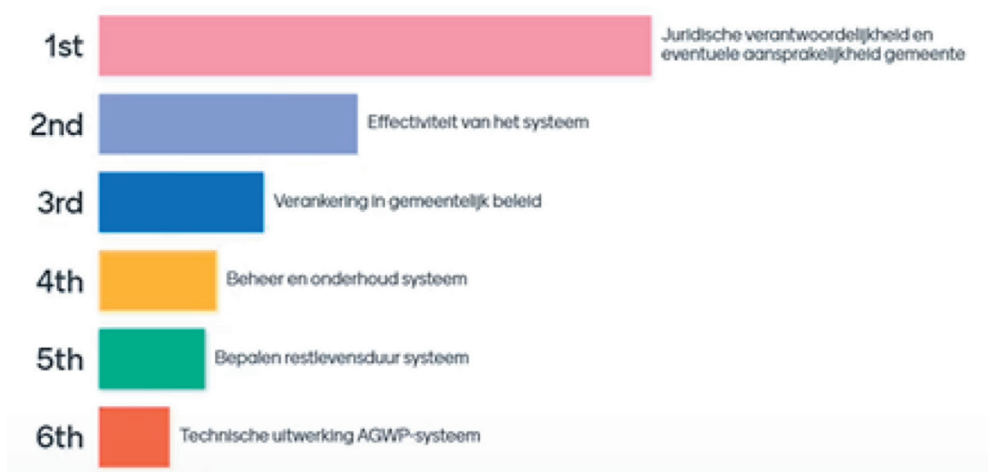 1st
Juridische verantwoordelijkheid en
eventuele aansprakelijkheid gemeente
2nd
Effectiviteit van het systeem
3rd
Verankering in gemeentelijk beleid
4th
Beheer en onderhoud systeem
5th
Bepalen restlevensduur systeem
6th
Technische uitwerking AGWP-systeem